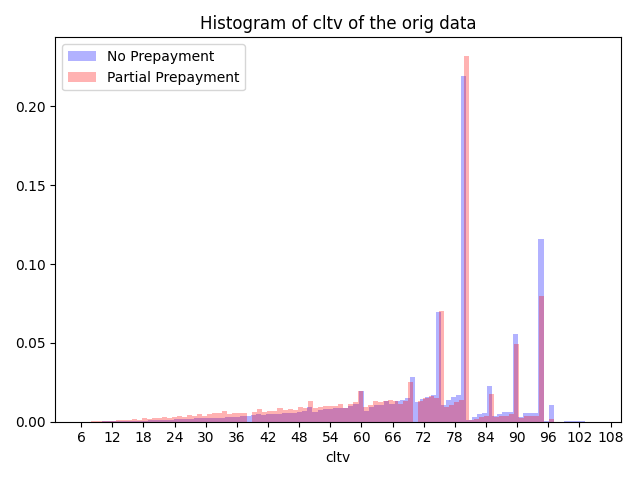 Histogram of cltv of the orig data
No Prepayment
Partial Prepayment
0.20
0.15
0.10
0.05
0.00
6 12 18 24 30 36 42 48 54 60 66 72 78 84 90 96 102 108
cltv